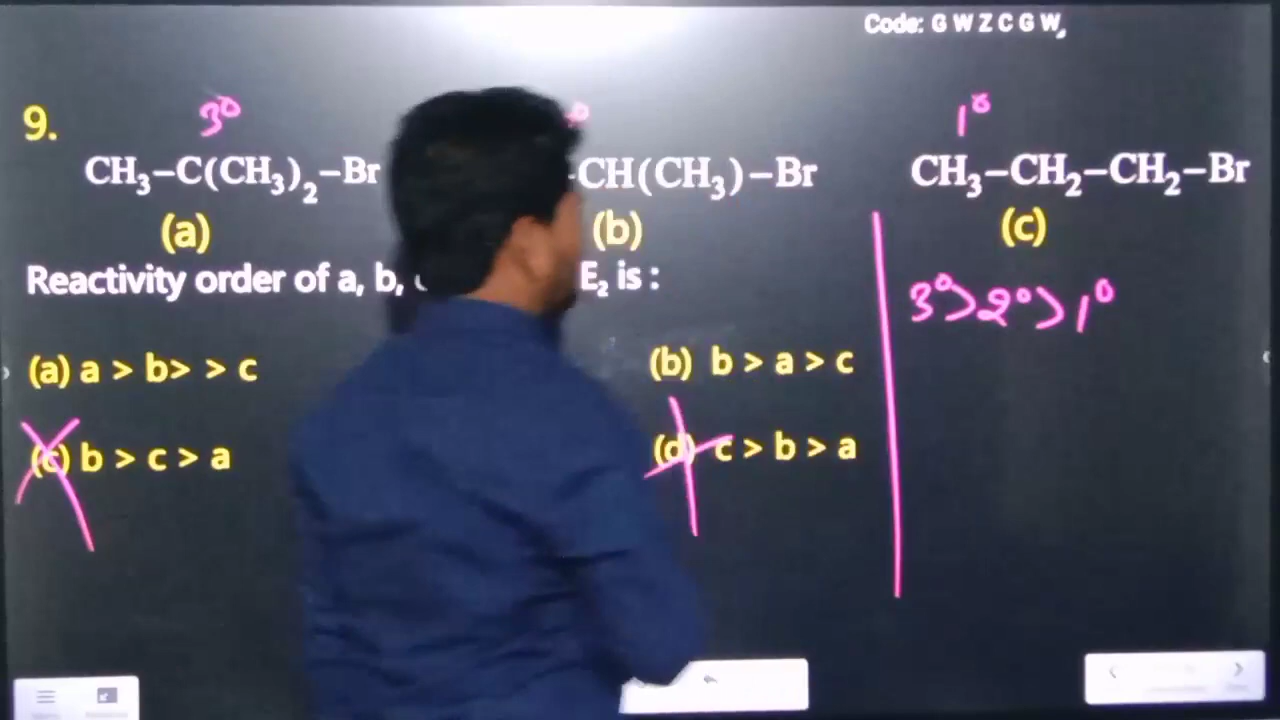 Code: G W Z C G W
9.
3° ° 1°
CH₃–C(CH₃)₂–Br –CH(CH₃)–Br CH₃–CH₂–CH₂–Br
(a) (b) (c)
Reactivity order of a, b, E₂ is :
3°>2°>1°
(a) a > b> > c (b) b > a > c
(c) b > c > a (d) c > b > a